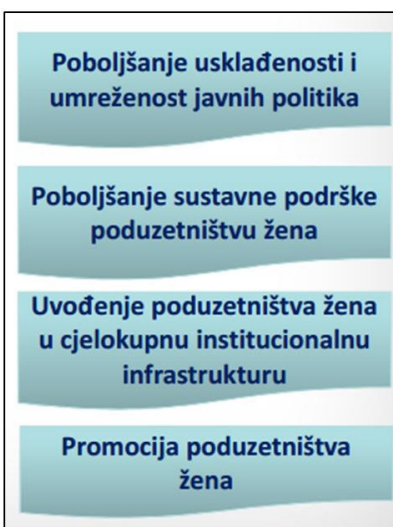 Poboljšanje usklađenosti i
umreženost javnih politika
Poboljšanje sustavne podrške
poduzetništvu žena
Uvođenje poduzetništva žena
u cjelokupnu institucionalnu
infrastrukturu
Promocija poduzetništva
žena